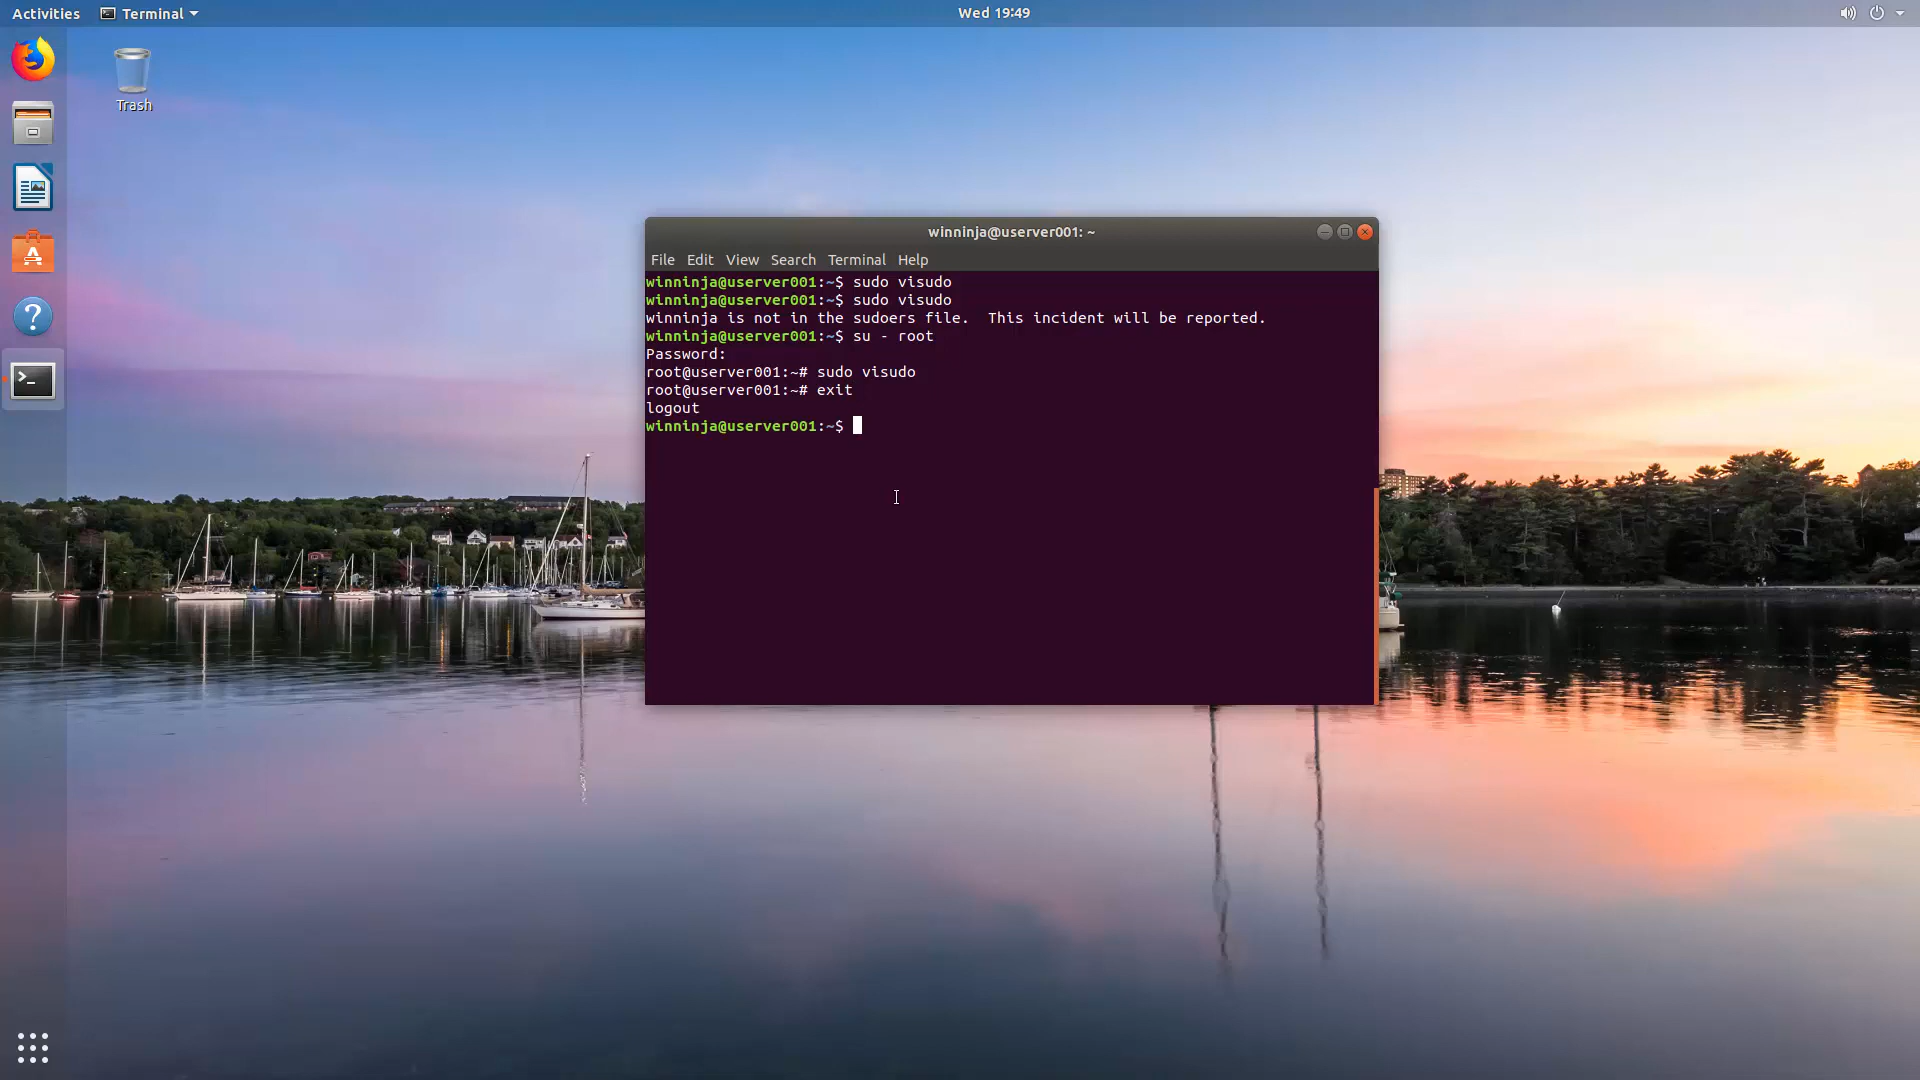 Activities
Terminal
Wed 19:49
Trash
winninja@userver001: ~
File Edit View Search Terminal Help
winninja@userver001:~$ sudo visudo
winninja@userver001:~$ sudo visudo
winninja is not in the sudoers file.  This incident will be reported.
winninja@userver001:~$ su - root
Password:
root@userver001:~# sudo visudo
root@userver001:~# exit
logout
winninja@userver001:~$